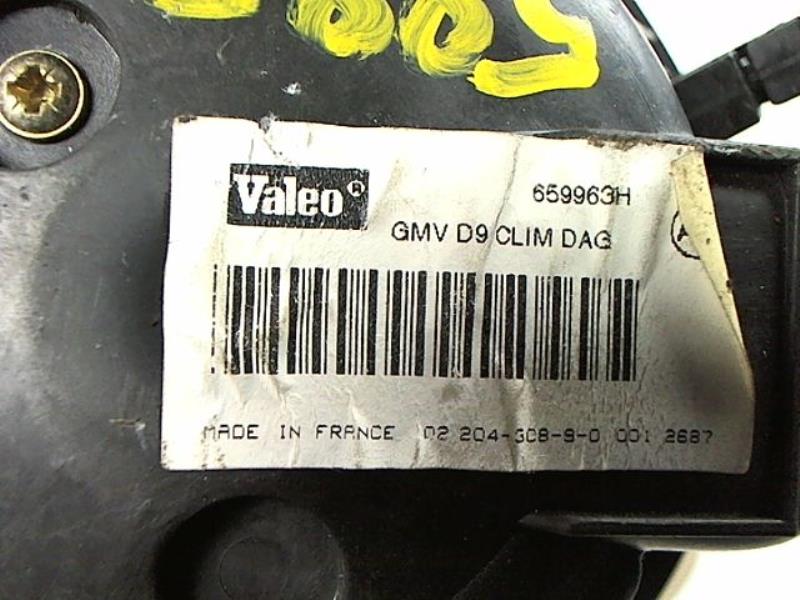 Valeo®
659963H
GMV D9 CLIM DAG
MADE IN FRANCE 02 204-308-9-0 001 2687